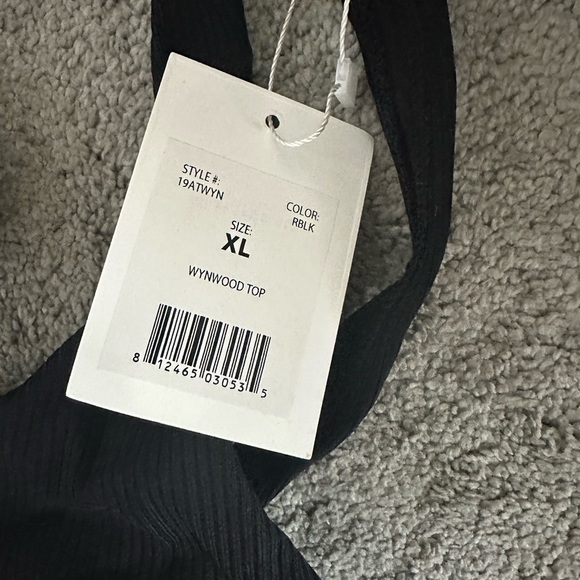 STYLE #:
19ATWYN
COLOR:
RBLK
SIZE:
XL
WYNWOOD TOP
8 12465 03053 5